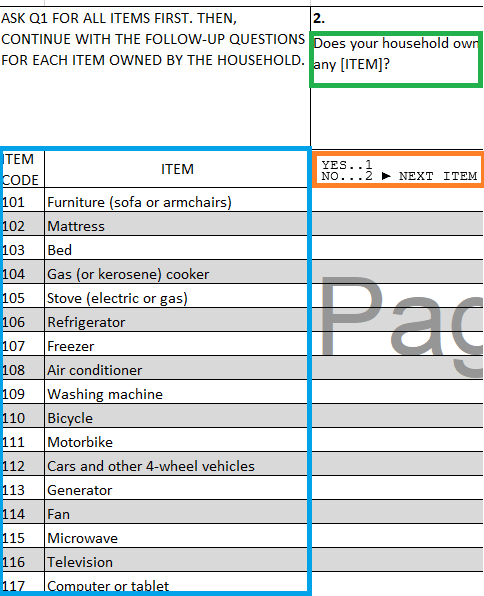 ASK Q1 FOR ALL ITEMS FIRST. THEN,
CONTINUE WITH THE FOLLOW-UP QUESTIONS
FOR EACH ITEM OWNED BY THE HOUSEHOLD.
2.
Does your household own
any [ITEM]?
ITEM
CODE
ITEM
YES..1
NO...2 ► NEXT ITEM
101 Furniture (sofa or armchairs)
102 Mattress
103 Bed
104 Gas (or kerosene) cooker
105 Stove (electric or gas)
106 Refrigerator
107 Freezer
108 Air conditioner
109 Washing machine
110 Bicycle
111 Motorbike
112 Cars and other 4-wheel vehicles
113 Generator
114 Fan
115 Microwave
116 Television
117 Computer or tablet
Pag